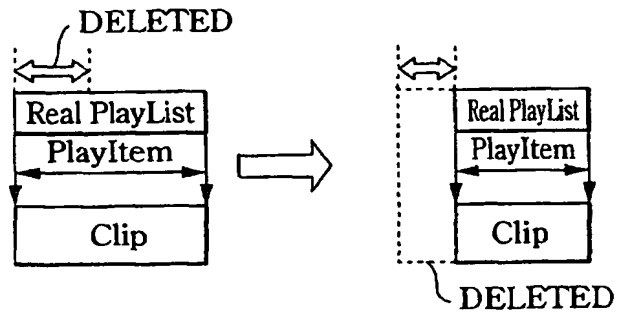 DELETED
Real PlayList
PlayItem
Clip
Real PlayList
PlayItem
Clip
DELETED